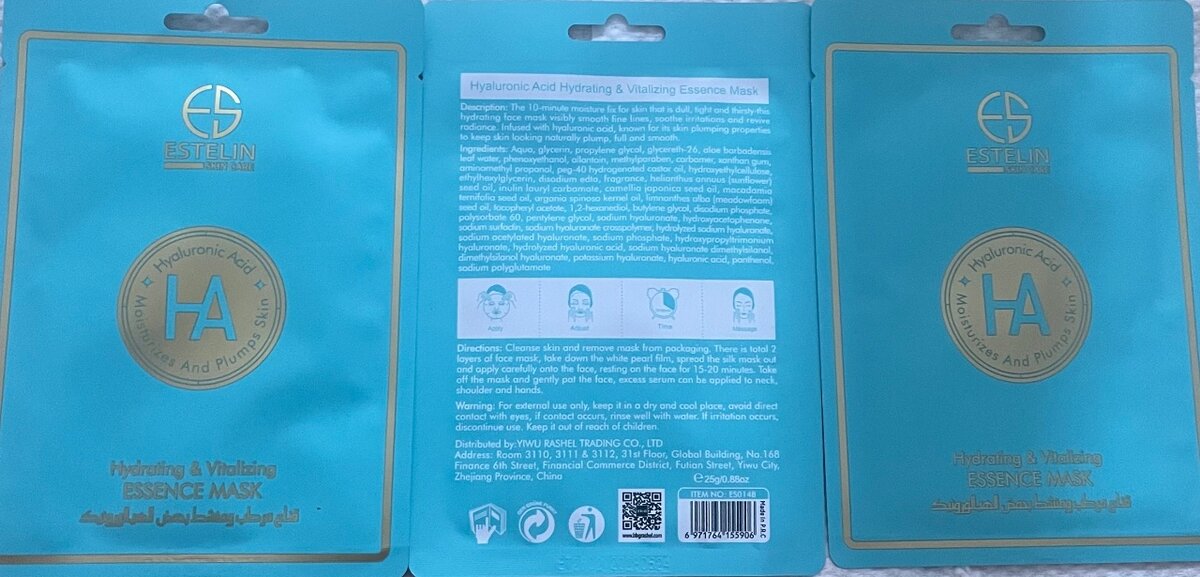 ES
ESTELIN
SKIN CARE
Hyaluronic Acid
HA
Moisturizes And Plumps Skin
Hydrating & Vitalizing
ESSENCE MASK
قناع مرطب ومنشط بحمض الهيالورونيك
Hyaluronic Acid Hydrating & Vitalizing Essence Mask
Description: The 10-minute moisture fix for skin that is dull, tight and thirsty-this
hydrating face mask visibly smooth fine lines, soothe irritations and revive
radiance. Infused with hyaluronic acid, known for its skin plumping properties
to keep skin looking naturally plump, full and smooth.
Ingredients: Aqua, glycerin, propylene glycol, glycereth-26, aloe barbadensis
leaf water, phenoxyethanol, allantoin, methylparaben, carbomer, xanthan gum,
aminomethyl propanol, peg-40 hydrogenated castor oil, hydroxyethylcellulose,
ethylhexylglycerin, disodium edta, fragrance, helianthus annuus (sunflower)
seed oil, inulin lauryl carbamate, camellia japonica seed oil, macadamia
ternifolia seed oil, argania spinosa kernel oil, limnanthes alba (meadowfoam)
seed oil, tocopheryl acetate, 1,2-hexanediol, butylene glycol, disodium phosphate,
polysorbate 60, pentylene glycol, sodium hyaluronate, hydroxyacetophenone,
sodium surfactin, sodium hyaluronate crosspolymer, hydrolyzed sodium hyaluronate,
sodium acetylated hyaluronate, sodium phosphate, hydroxypropyltrimonium
hyaluronate, hydrolyzed hyaluronic acid, sodium hyaluronate dimethylsilanol,
dimethylsilanol hyaluronate, potassium hyaluronate, hyaluronic acid, panthenol,
sodium polyglutamate
Apply Adjust Time Massage
Directions: Cleanse skin and remove mask from packaging. There is total 2
layers of face mask, take down the white pearl film, spread the silk mask out
and apply carefully onto the face, resting on the face for 15-20 minutes. Take
off the mask and gently pat the face, excess serum can be applied to neck,
shoulder and hands.
Warning: For external use only, keep it in a dry and cool place, avoid direct
contact with eyes, if contact occurs, rinse well with water. If irritation occurs,
discontinue use. Keep it out of reach of children.
Distributed by:YIWU RASHEL TRADING CO., LTD
Address: Room 3110, 3111 & 3112, 31st Floor, Global Building, No.168
Finance 6th Street, Financial Commerce District, Futian Street, Yiwu City,
Zhejiang Province, China
℮25g/0.88oz
ITEM NO: ES014B
Made in P.R.C
6 971764 155906
ES
ESTELIN
SKIN CARE
Hyaluronic Acid
HA
Moisturizes And Plumps Skin
Hydrating & Vitalizing
ESSENCE MASK
قناع مرطب ومنشط بحمض الهيالورونيك